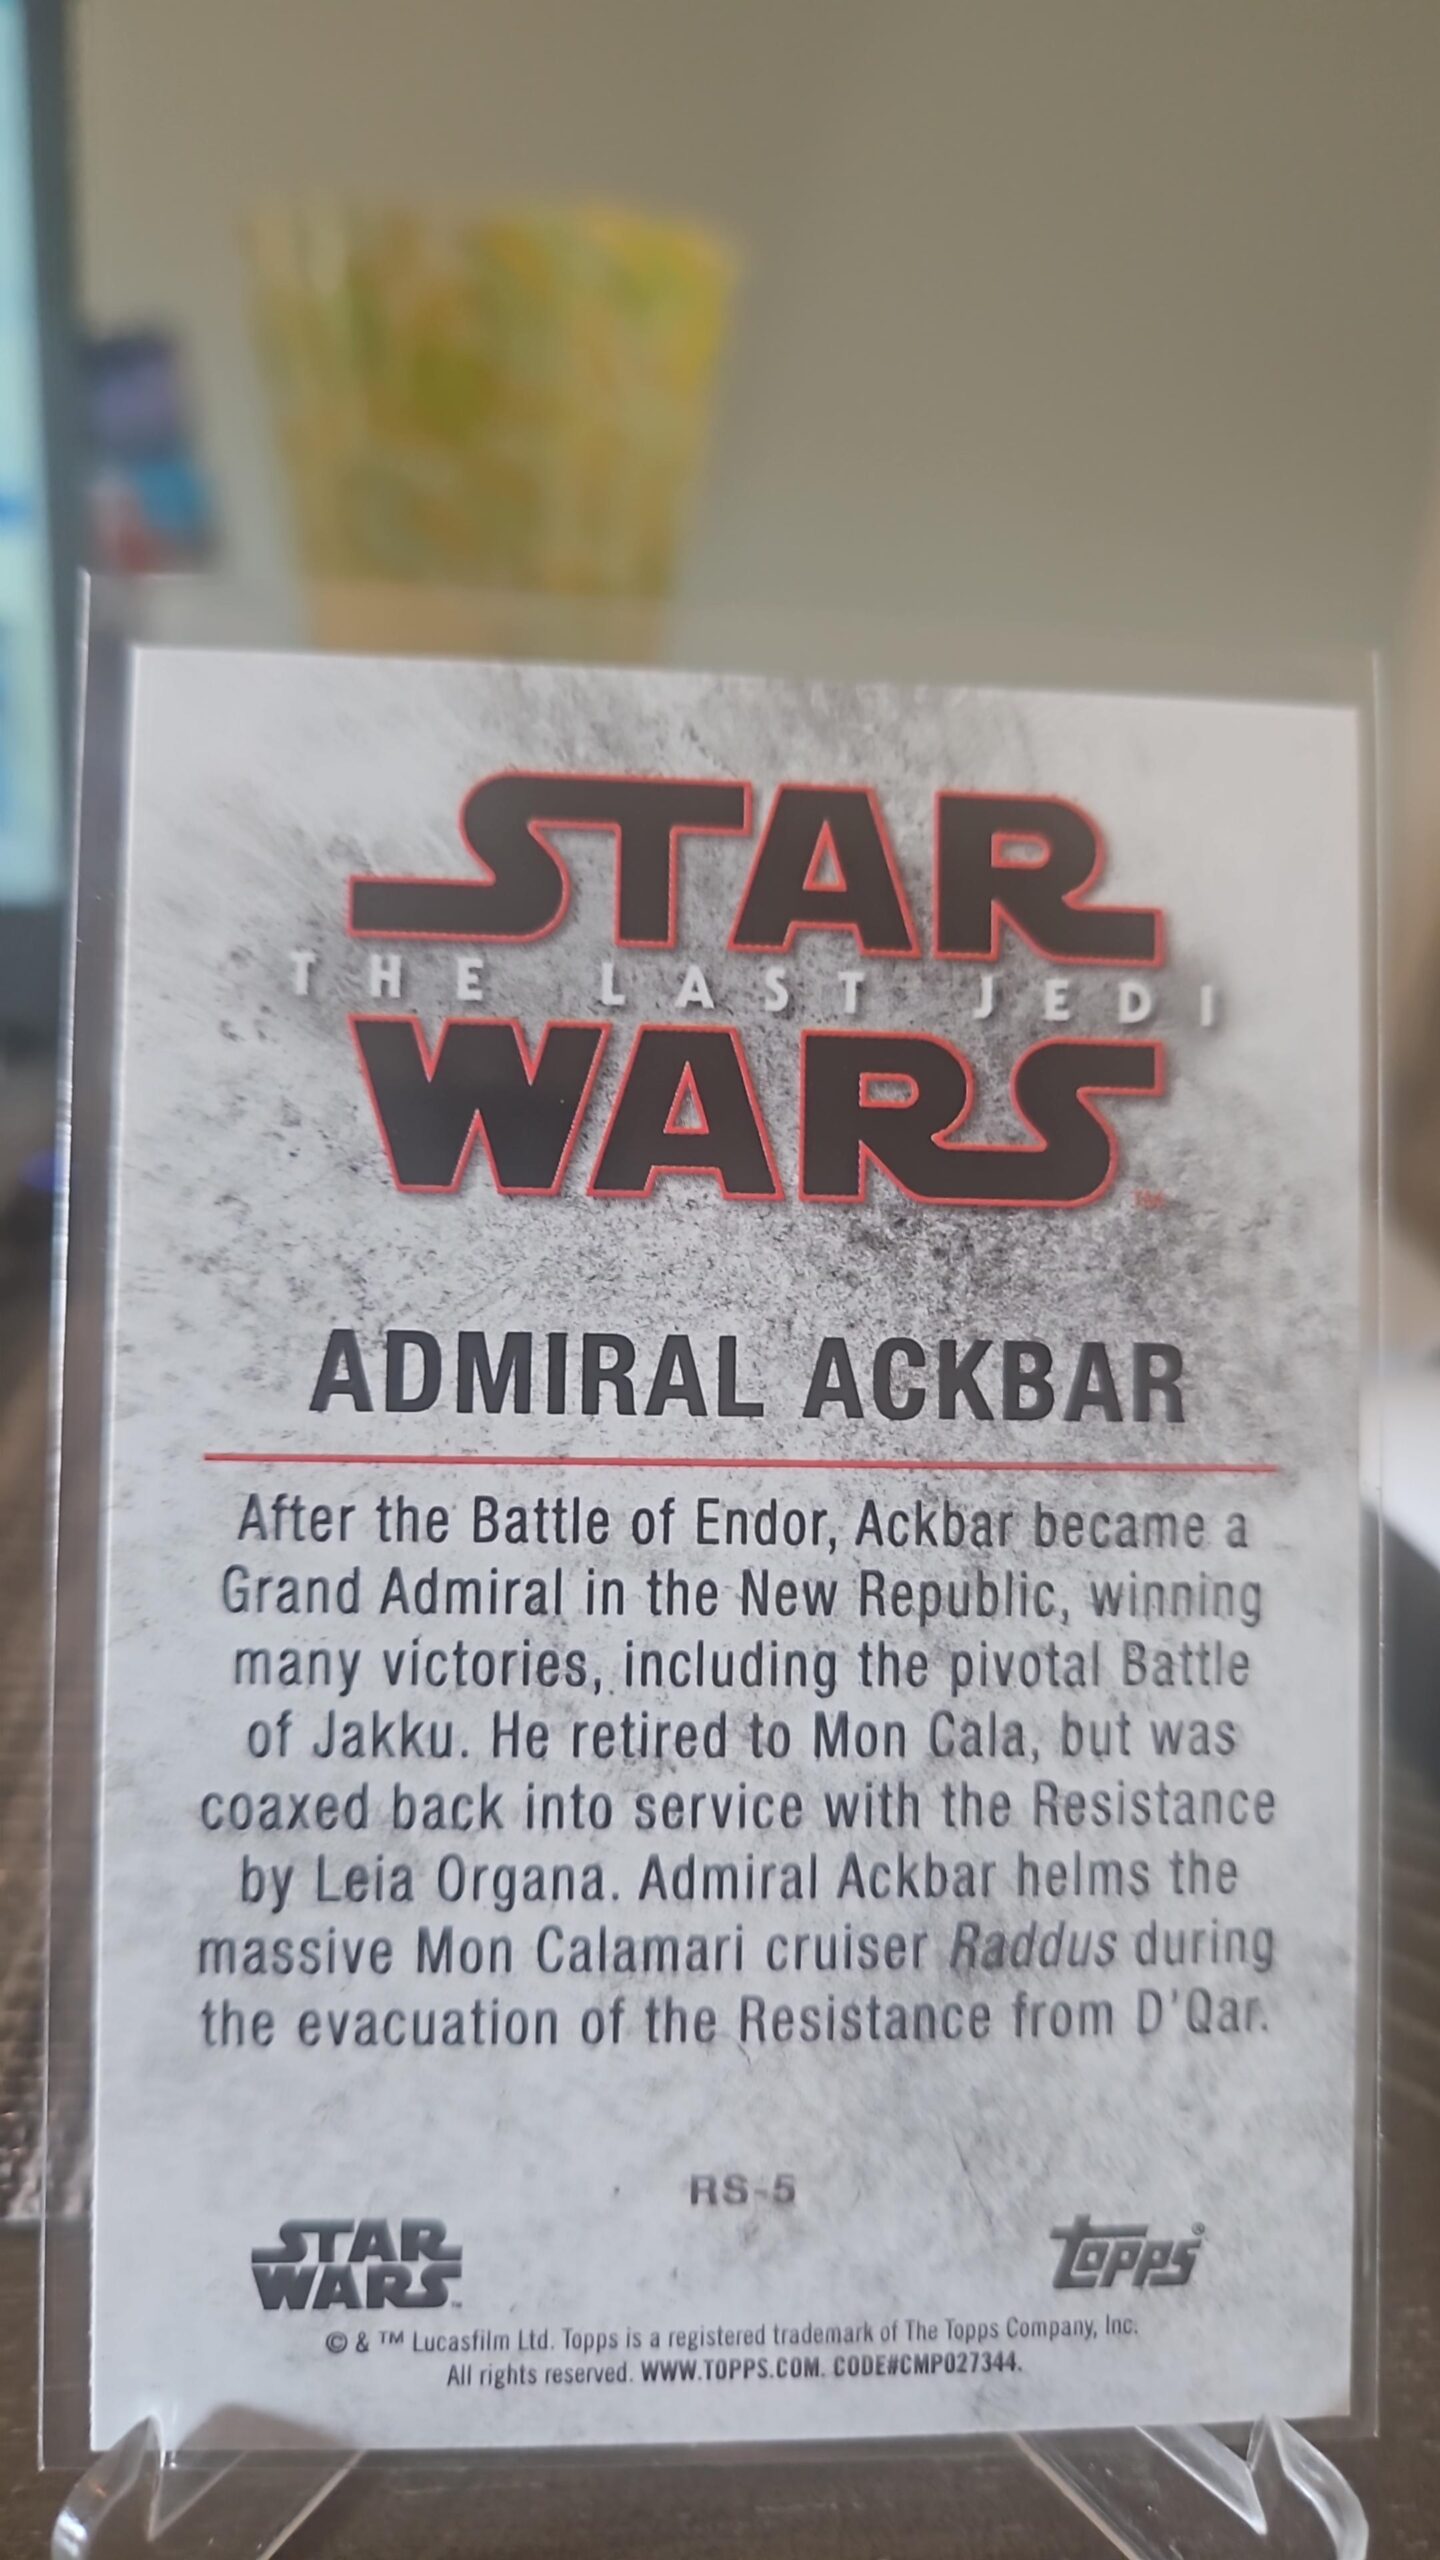 STAR
THE LAST JEDI
WARS
TM
ADMIRAL ACKBAR
After the Battle of Endor, Ackbar became a
Grand Admiral in the New Republic, winning
many victories, including the pivotal Battle
of Jakku. He retired to Mon Cala, but was
coaxed back into service with the Resistance
by Leia Organa. Admiral Ackbar helms the
massive Mon Calamari cruiser Raddus during
the evacuation of the Resistance from D'Qar.
RS-5
STAR
WARS
topps®
© & ™ Lucasfilm Ltd. Topps is a registered trademark of The Topps Company, Inc.
All rights reserved. WWW.TOPPS.COM. CODE#CMP027344.